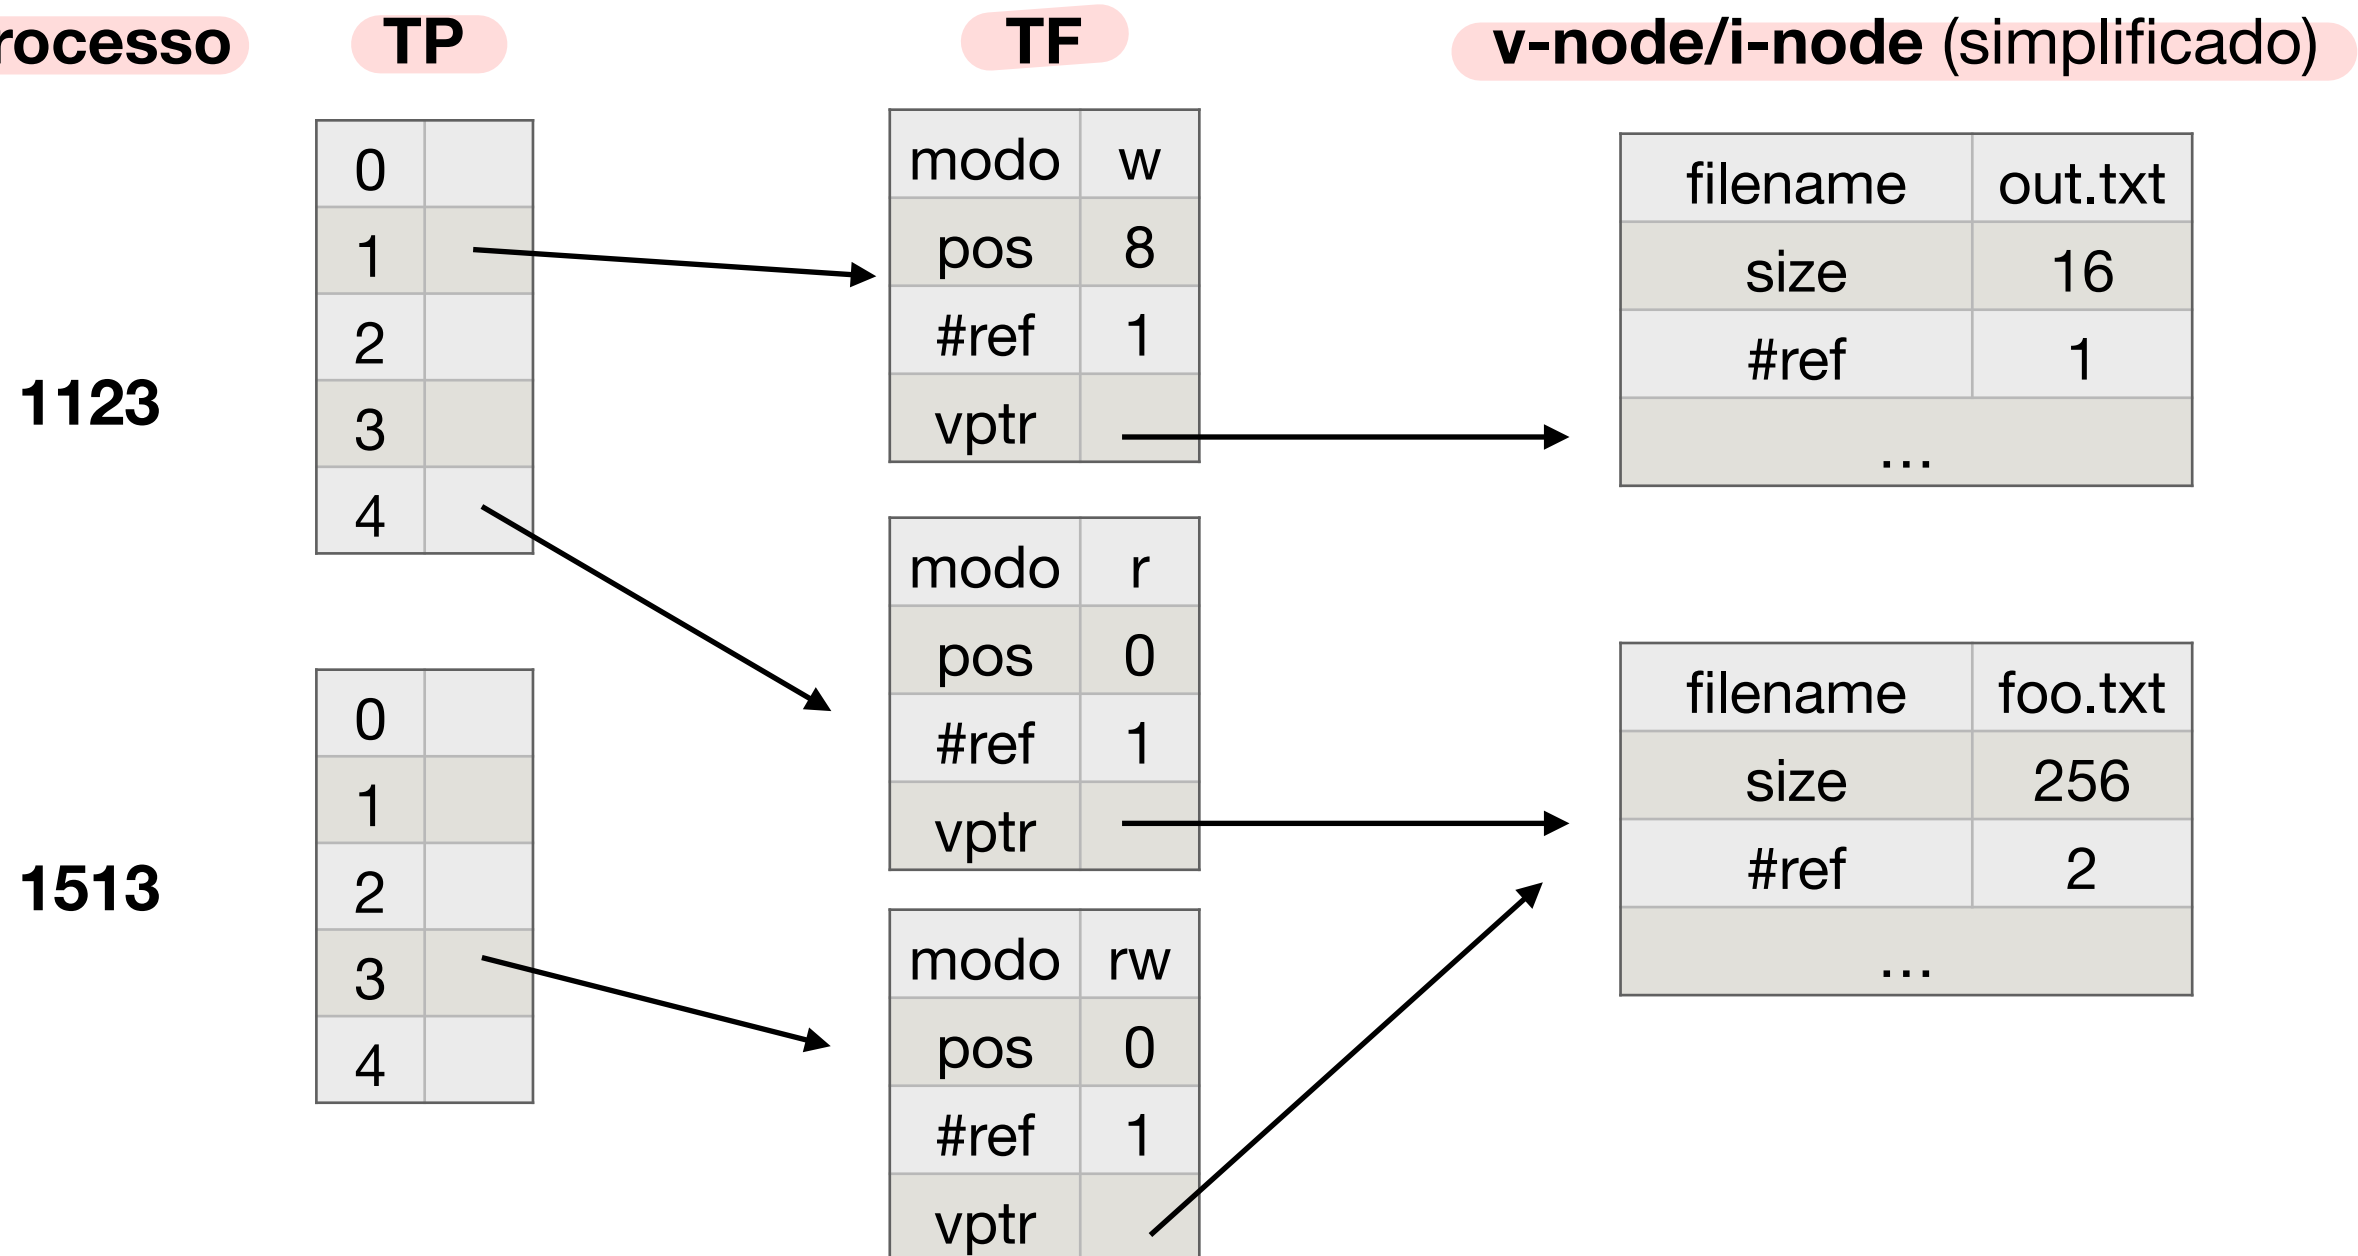 rocesso TP TF v-node/i-node (simplificado)
1123
0
1
2
3
4
modo w
pos 8
#ref 1
vptr
filename out.txt
size 16
#ref 1
...
modo r
pos 0
#ref 1
vptr
1513
0
1
2
3
4
modo rw
pos 0
#ref 1
vptr
filename foo.txt
size 256
#ref 2
...